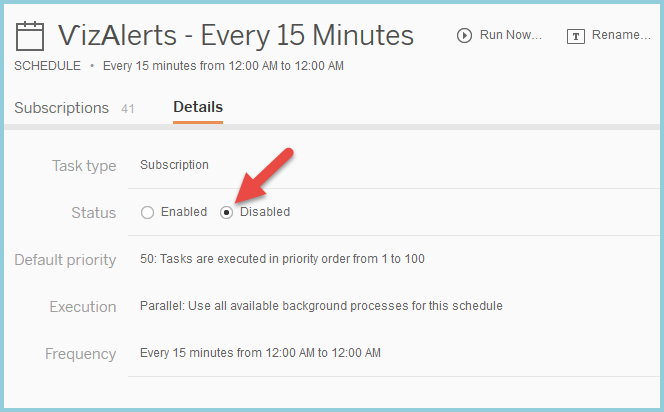 VizAlerts - Every 15 Minutes
Run Now...
Rename...
SCHEDULE • Every 15 minutes from 12:00 AM to 12:00 AM
Subscriptions 41
Details
Task type Subscription
Status Enabled Disabled
Default priority 50: Tasks are executed in priority order from 1 to 100
Execution Parallel: Use all available background processes for this schedule
Frequency Every 15 minutes from 12:00 AM to 12:00 AM